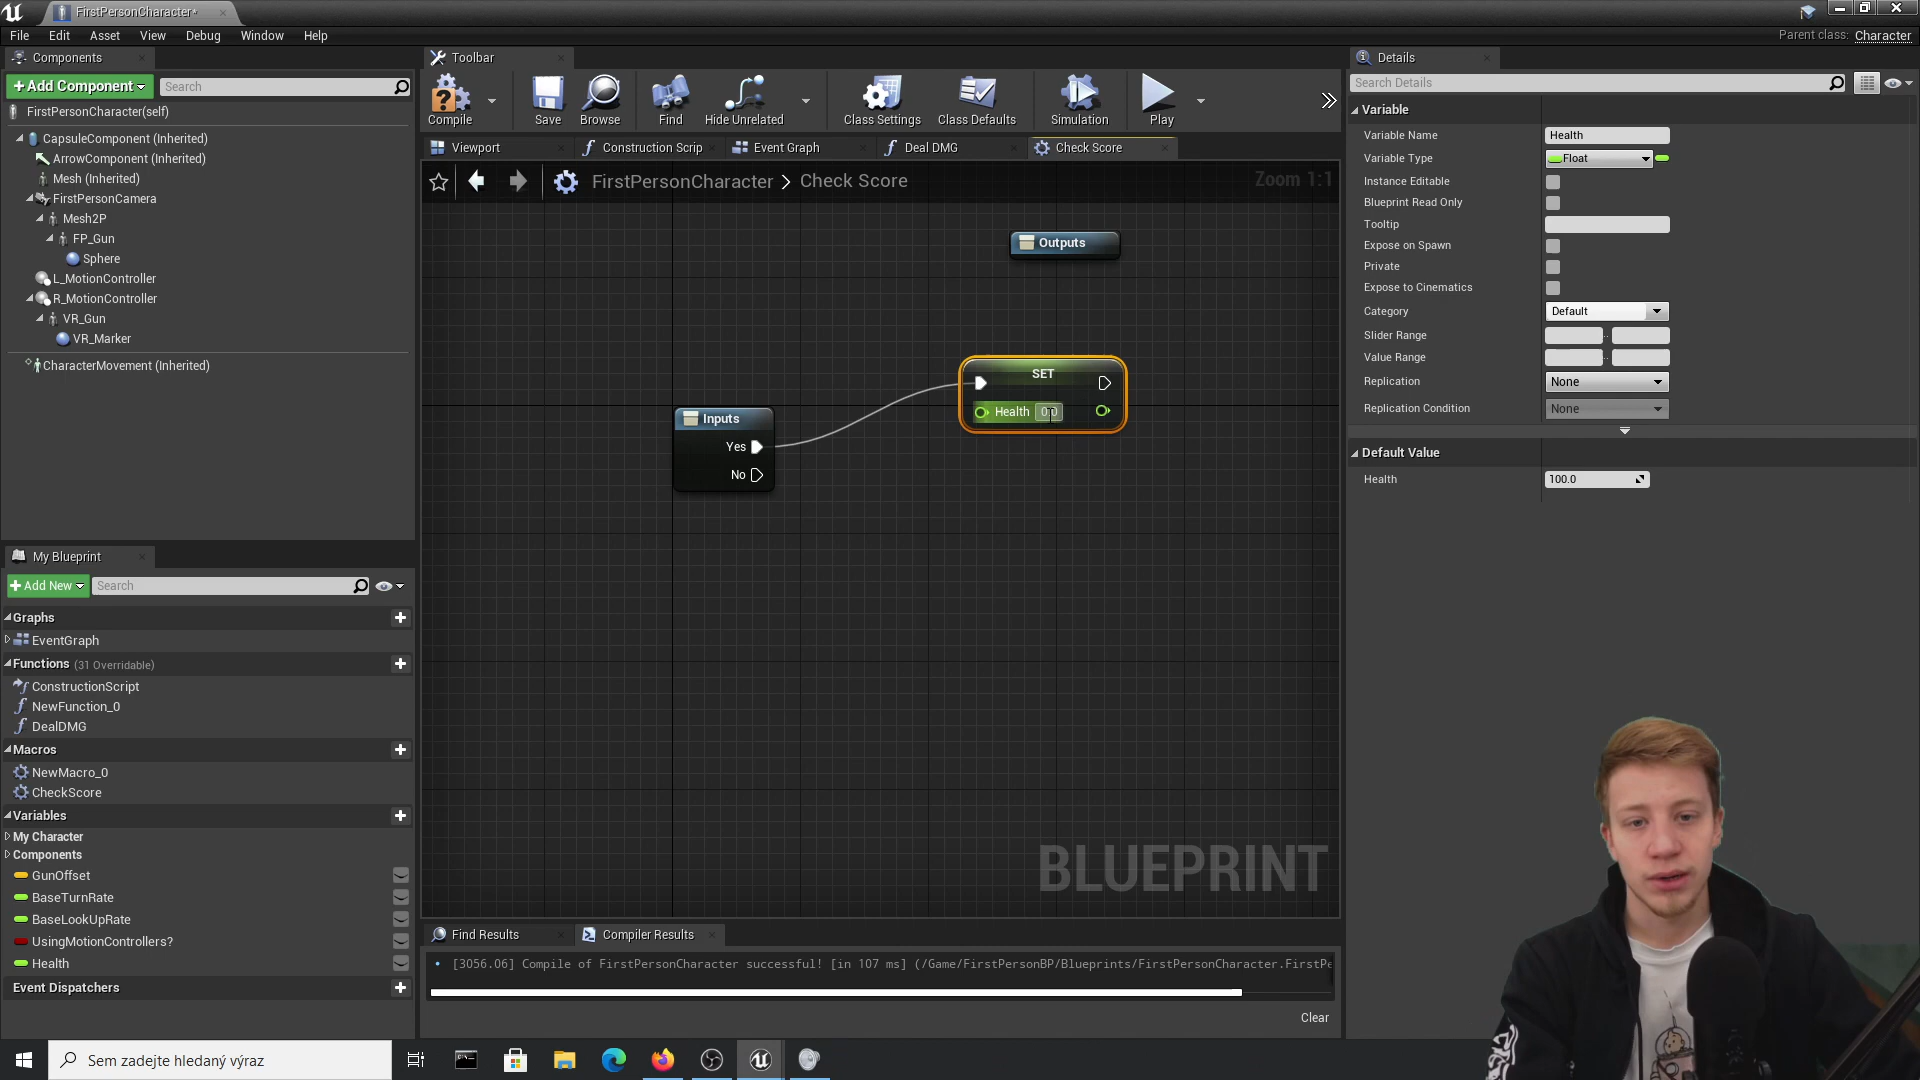 FirstPersonCharacter*
File Edit Asset View Debug Window Help
Parent class: Character
Components
+Add Component
Search
FirstPersonCharacter(self)
CapsuleComponent (Inherited)
ArrowComponent (Inherited)
Mesh (Inherited)
FirstPersonCamera
Mesh2P
FP_Gun
Sphere
L_MotionController
R_MotionController
VR_Gun
VR_Marker
CharacterMovement (Inherited)
My Blueprint
+Add New
Search
Graphs
EventGraph
Functions (31 Overridable)
ConstructionScript
NewFunction_0
DealDMG
Macros
NewMacro_0
CheckScore
Variables
My Character
Components
GunOffset
BaseTurnRate
BaseLookUpRate
UsingMotionControllers?
Health
Event Dispatchers
Toolbar
Compile Save Browse Find Hide Unrelated Class Settings Class Defaults Simulation Play
Viewport Construction Scrip Event Graph Deal DMG Check Score
FirstPersonCharacter > Check Score
Zoom 1:1
Outputs
SET
Health 0.0
Inputs
Yes
No
BLUEPRINT
Find Results Compiler Results
[3056.06] Compile of FirstPersonCharacter successful! [in 107 ms] (/Game/FirstPersonBP/Blueprints/FirstPersonCharacter.FirstPe
Clear
Details
Search Details
Variable
Variable Name Health
Variable Type Float
Instance Editable
Blueprint Read Only
Tooltip
Expose on Spawn
Private
Expose to Cinematics
Category Default
Slider Range
Value Range
Replication None
Replication Condition None
Default Value
Health 100.0
Sem zadejte hledaný výraz